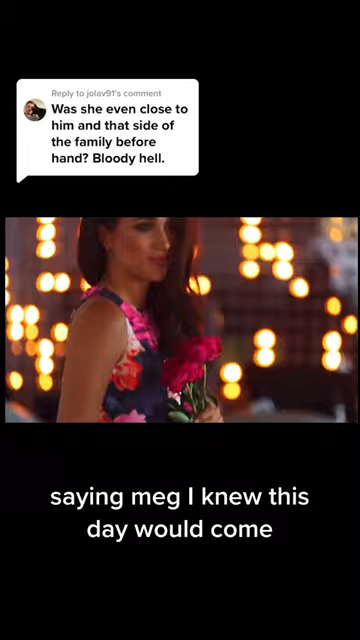 Reply to jolav91's comment
Was she even close to
him and that side of
the family before
hand? Bloody hell.
saying meg I knew this
day would come